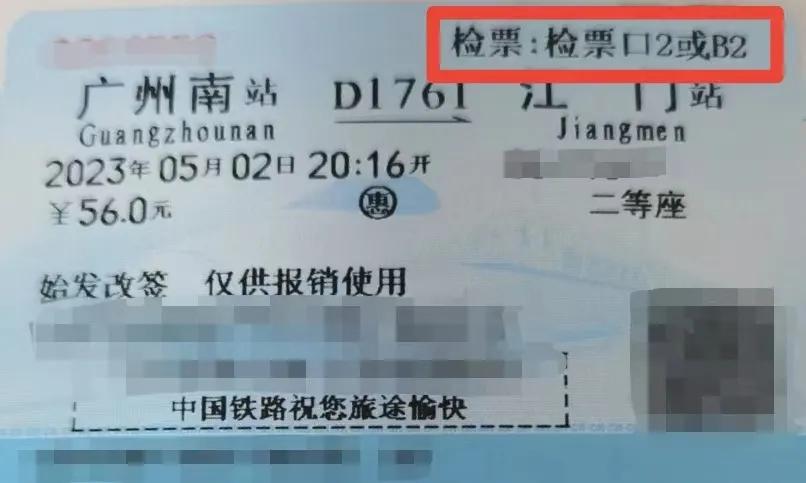 检票:检票口2或B2
广州南站 D1761 江门站
Guangzhounan Jiangmen
2023年05月02日20:16开
¥56.0元 惠 二等座
始发改签 仅供报销使用
中国铁路祝您旅途愉快